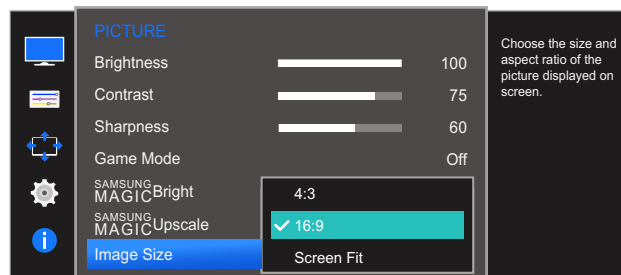 PICTURE
Brightness 100
Contrast 75
Sharpness 60
Game Mode Off
SAMSUNG
MAGICBright
4:3
SAMSUNG
MAGICUpscale
16:9
Image Size
Screen Fit
Choose the size and
aspect ratio of the
picture displayed on
screen.